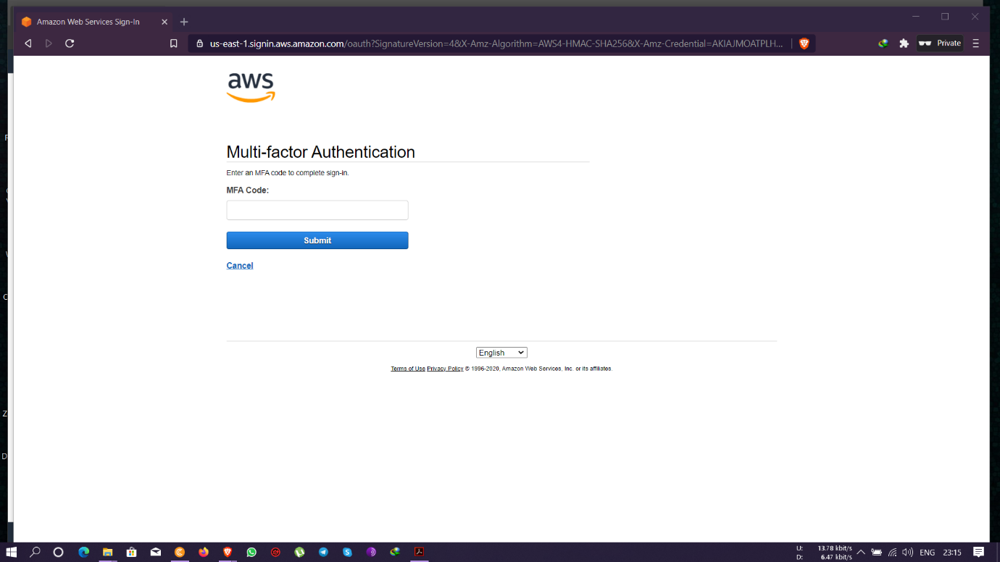 Amazon Web Services Sign-In
us-east-1.signin.aws.amazon.com/oauth?SignatureVersion=4&X-Amz-Algorithm=AWS4-HMAC-SHA256&X-Amz-Credential=AKIAJMOATPLH...
Private
aws
Multi-factor Authentication
Enter an MFA code to complete sign-in.
MFA Code:
Submit
Cancel
English
Terms of Use Privacy Policy © 1996-2020, Amazon Web Services, Inc. or its affiliates.
Z
D
U: 13.78 kbit/s
D: 6.47 kbit/s
ENG 23:15